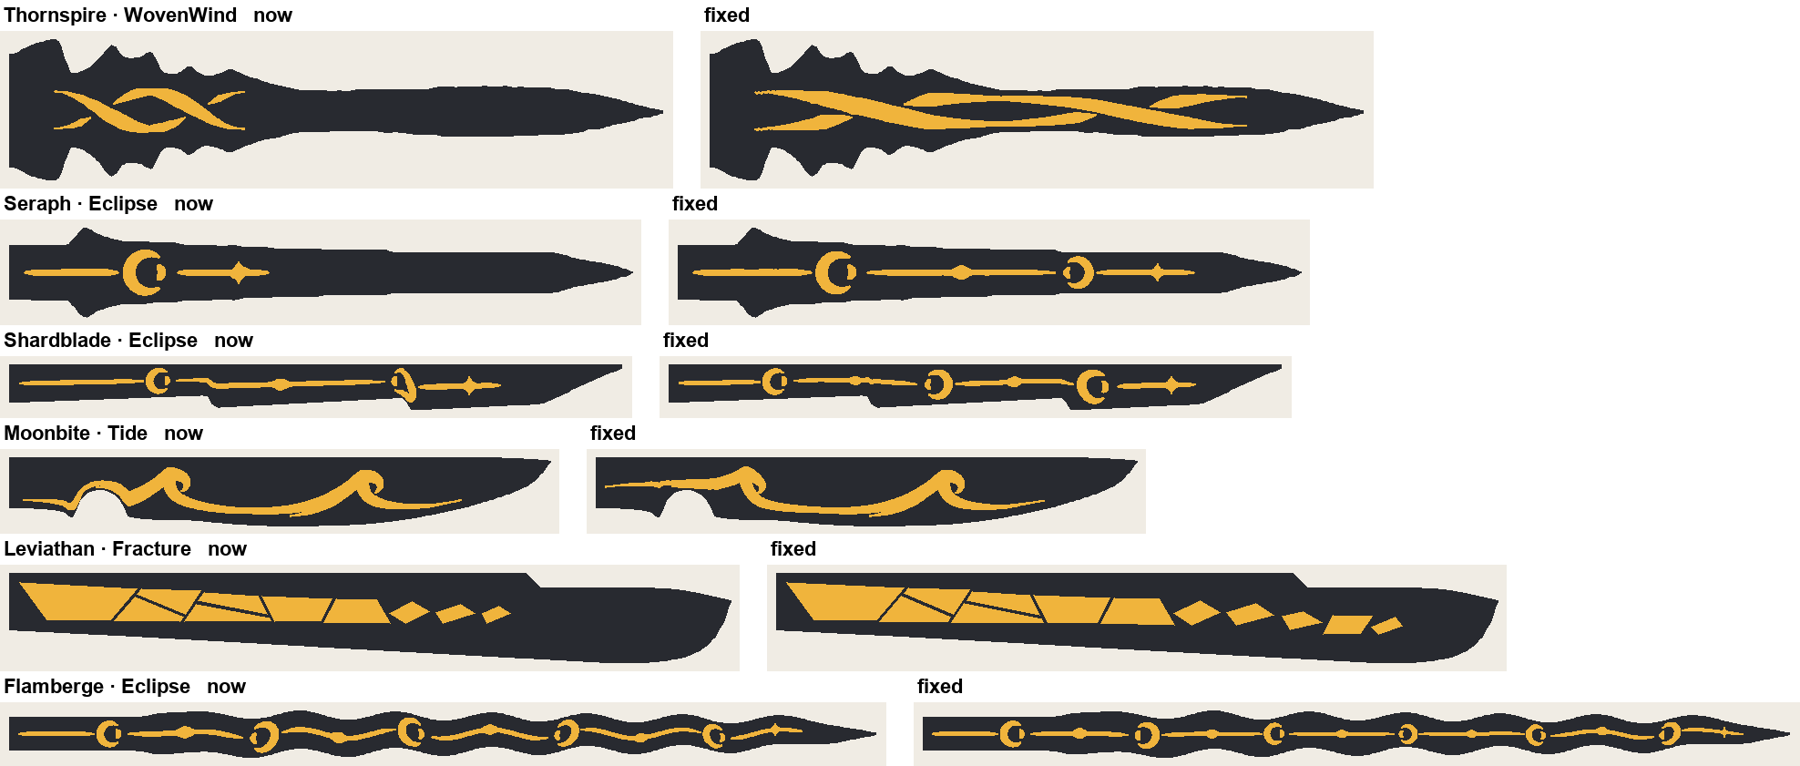 Thornspire · WovenWind now fixed
Seraph · Eclipse now fixed
Shardblade · Eclipse now fixed
Moonbite · Tide now fixed
Leviathan · Fracture now fixed
Flamberge · Eclipse now fixed